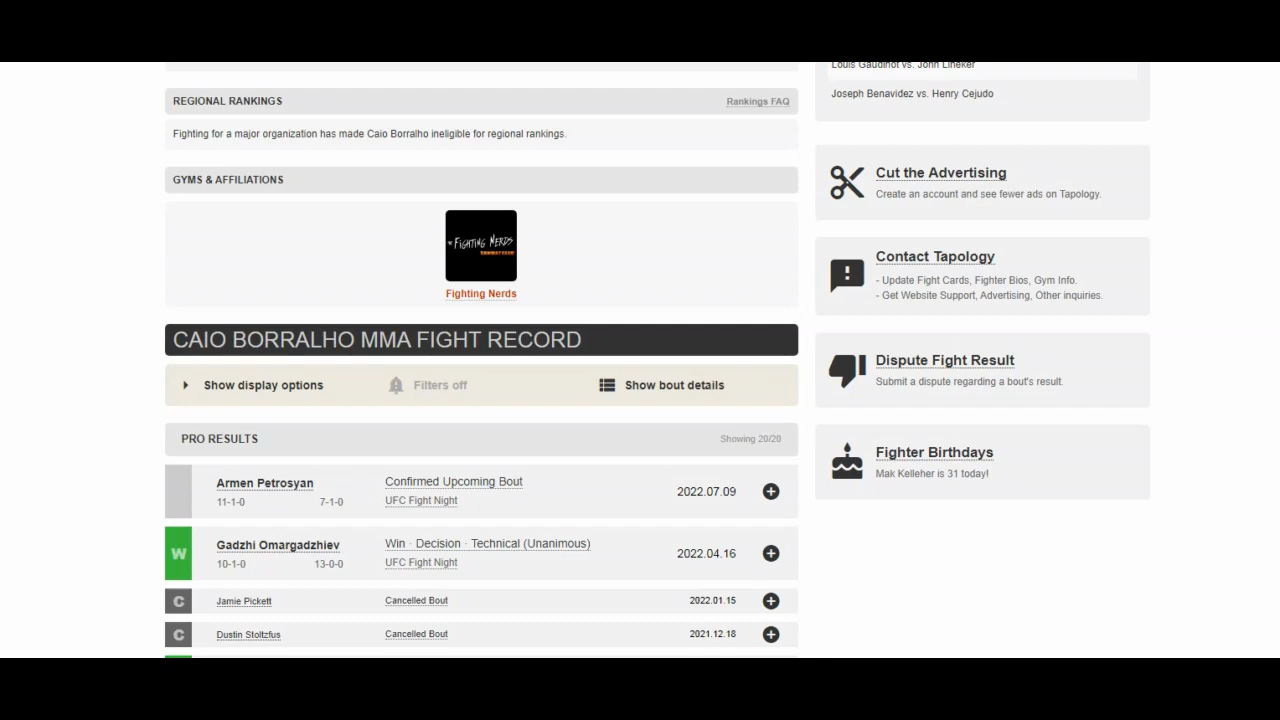 Louis Gaudinot vs. John Lineker
Joseph Benavidez vs. Henry Cejudo
REGIONAL RANKINGS
Rankings FAQ
Fighting for a major organization has made Caio Borralho ineligible for regional rankings.
GYMS & AFFILIATIONS
FIGHTING NERDS
Fighting Nerds
CAIO BORRALHO MMA FIGHT RECORD
Show display options
Filters off
Show bout details
PRO RESULTS
Showing 20/20
Armen Petrosyan
Confirmed Upcoming Bout
11-1-0
7-1-0
UFC Fight Night
2022.07.09
W
Gadzhi Omargadzhiev
Win · Decision · Technical (Unanimous)
10-1-0
13-0-0
UFC Fight Night
2022.04.16
C
Jamie Pickett
Cancelled Bout
2022.01.15
C
Dustin Stoltzfus
Cancelled Bout
2021.12.18
Cut the Advertising
Create an account and see fewer ads on Tapology.
Contact Tapology
- Update Fight Cards, Fighter Bios, Gym Info.
- Get Website Support, Advertising, Other inquiries.
Dispute Fight Result
Submit a dispute regarding a bout's result.
Fighter Birthdays
Mak Kelleher is 31 today!